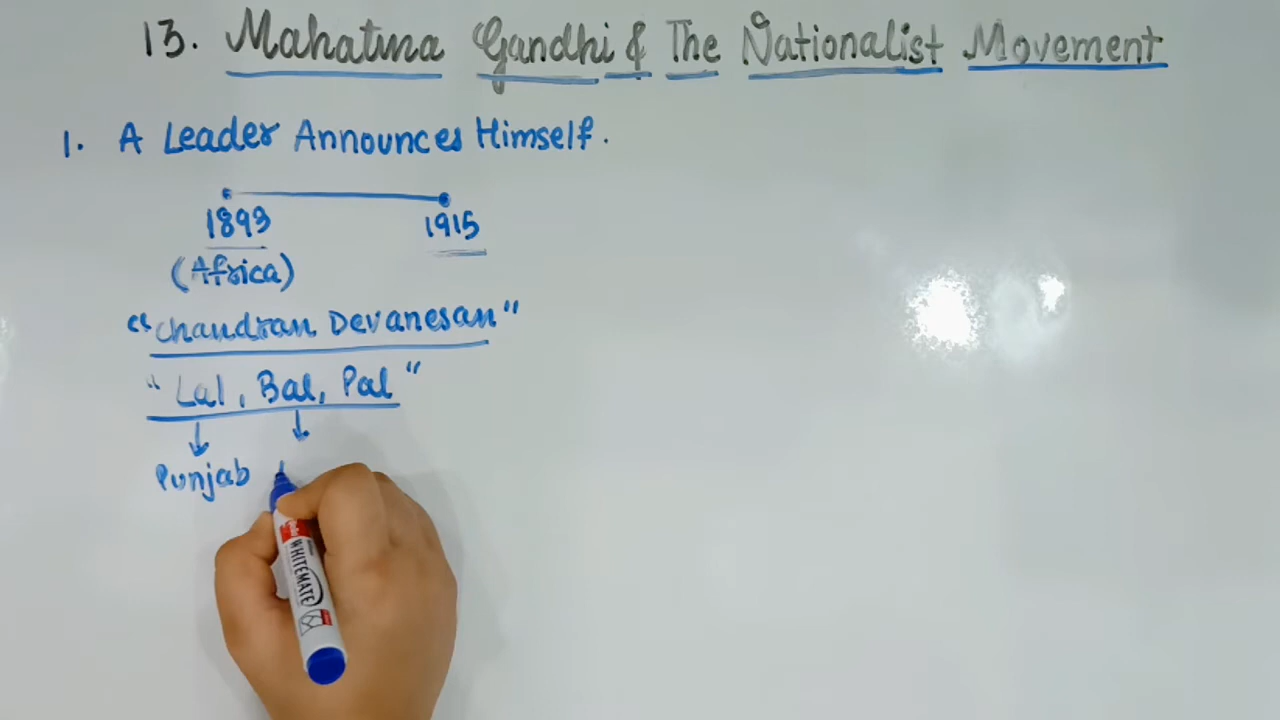 13. Mahatma Gandhi & The Nationalist Movement
1. A Leader Announces Himself.
1893 1915
(Africa)
"Chandran Devanesan"
"Lal, Bal, Pal"
Punjab
WHITEMATE